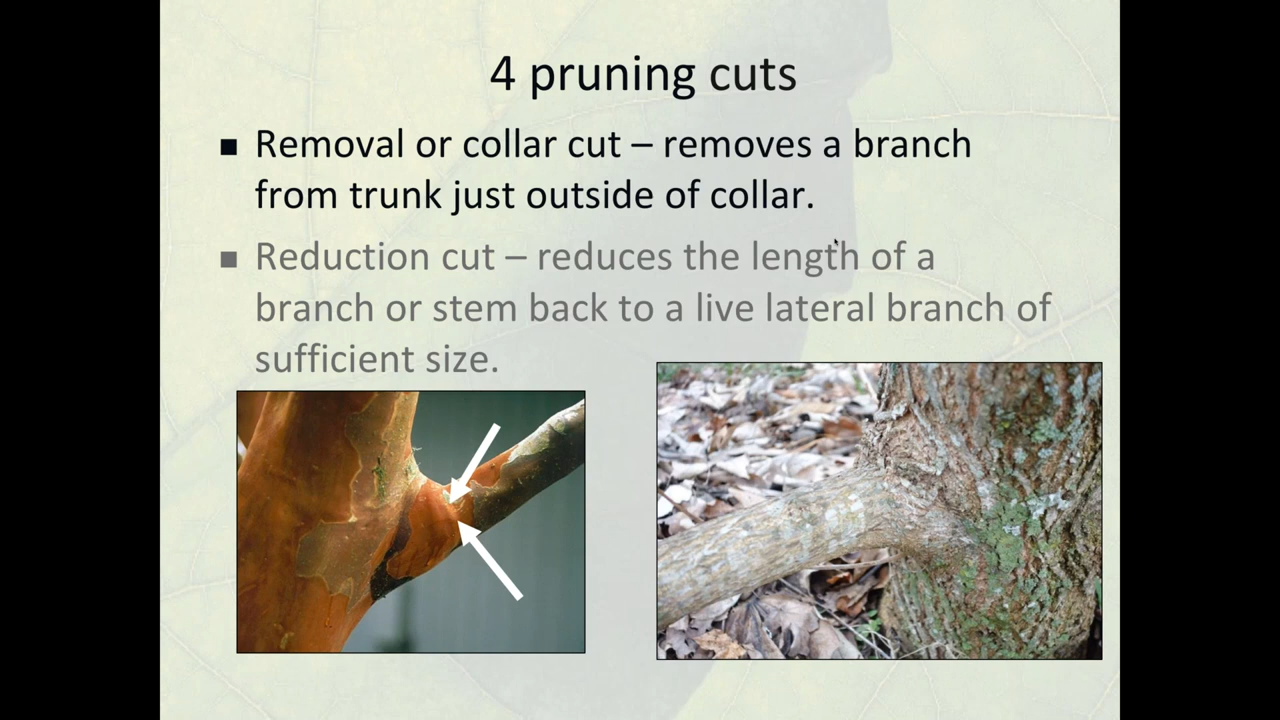 4 pruning cuts
■ Removal or collar cut – removes a branch
from trunk just outside of collar.
■ Reduction cut – reduces the length of a
branch or stem back to a live lateral branch of
sufficient size.